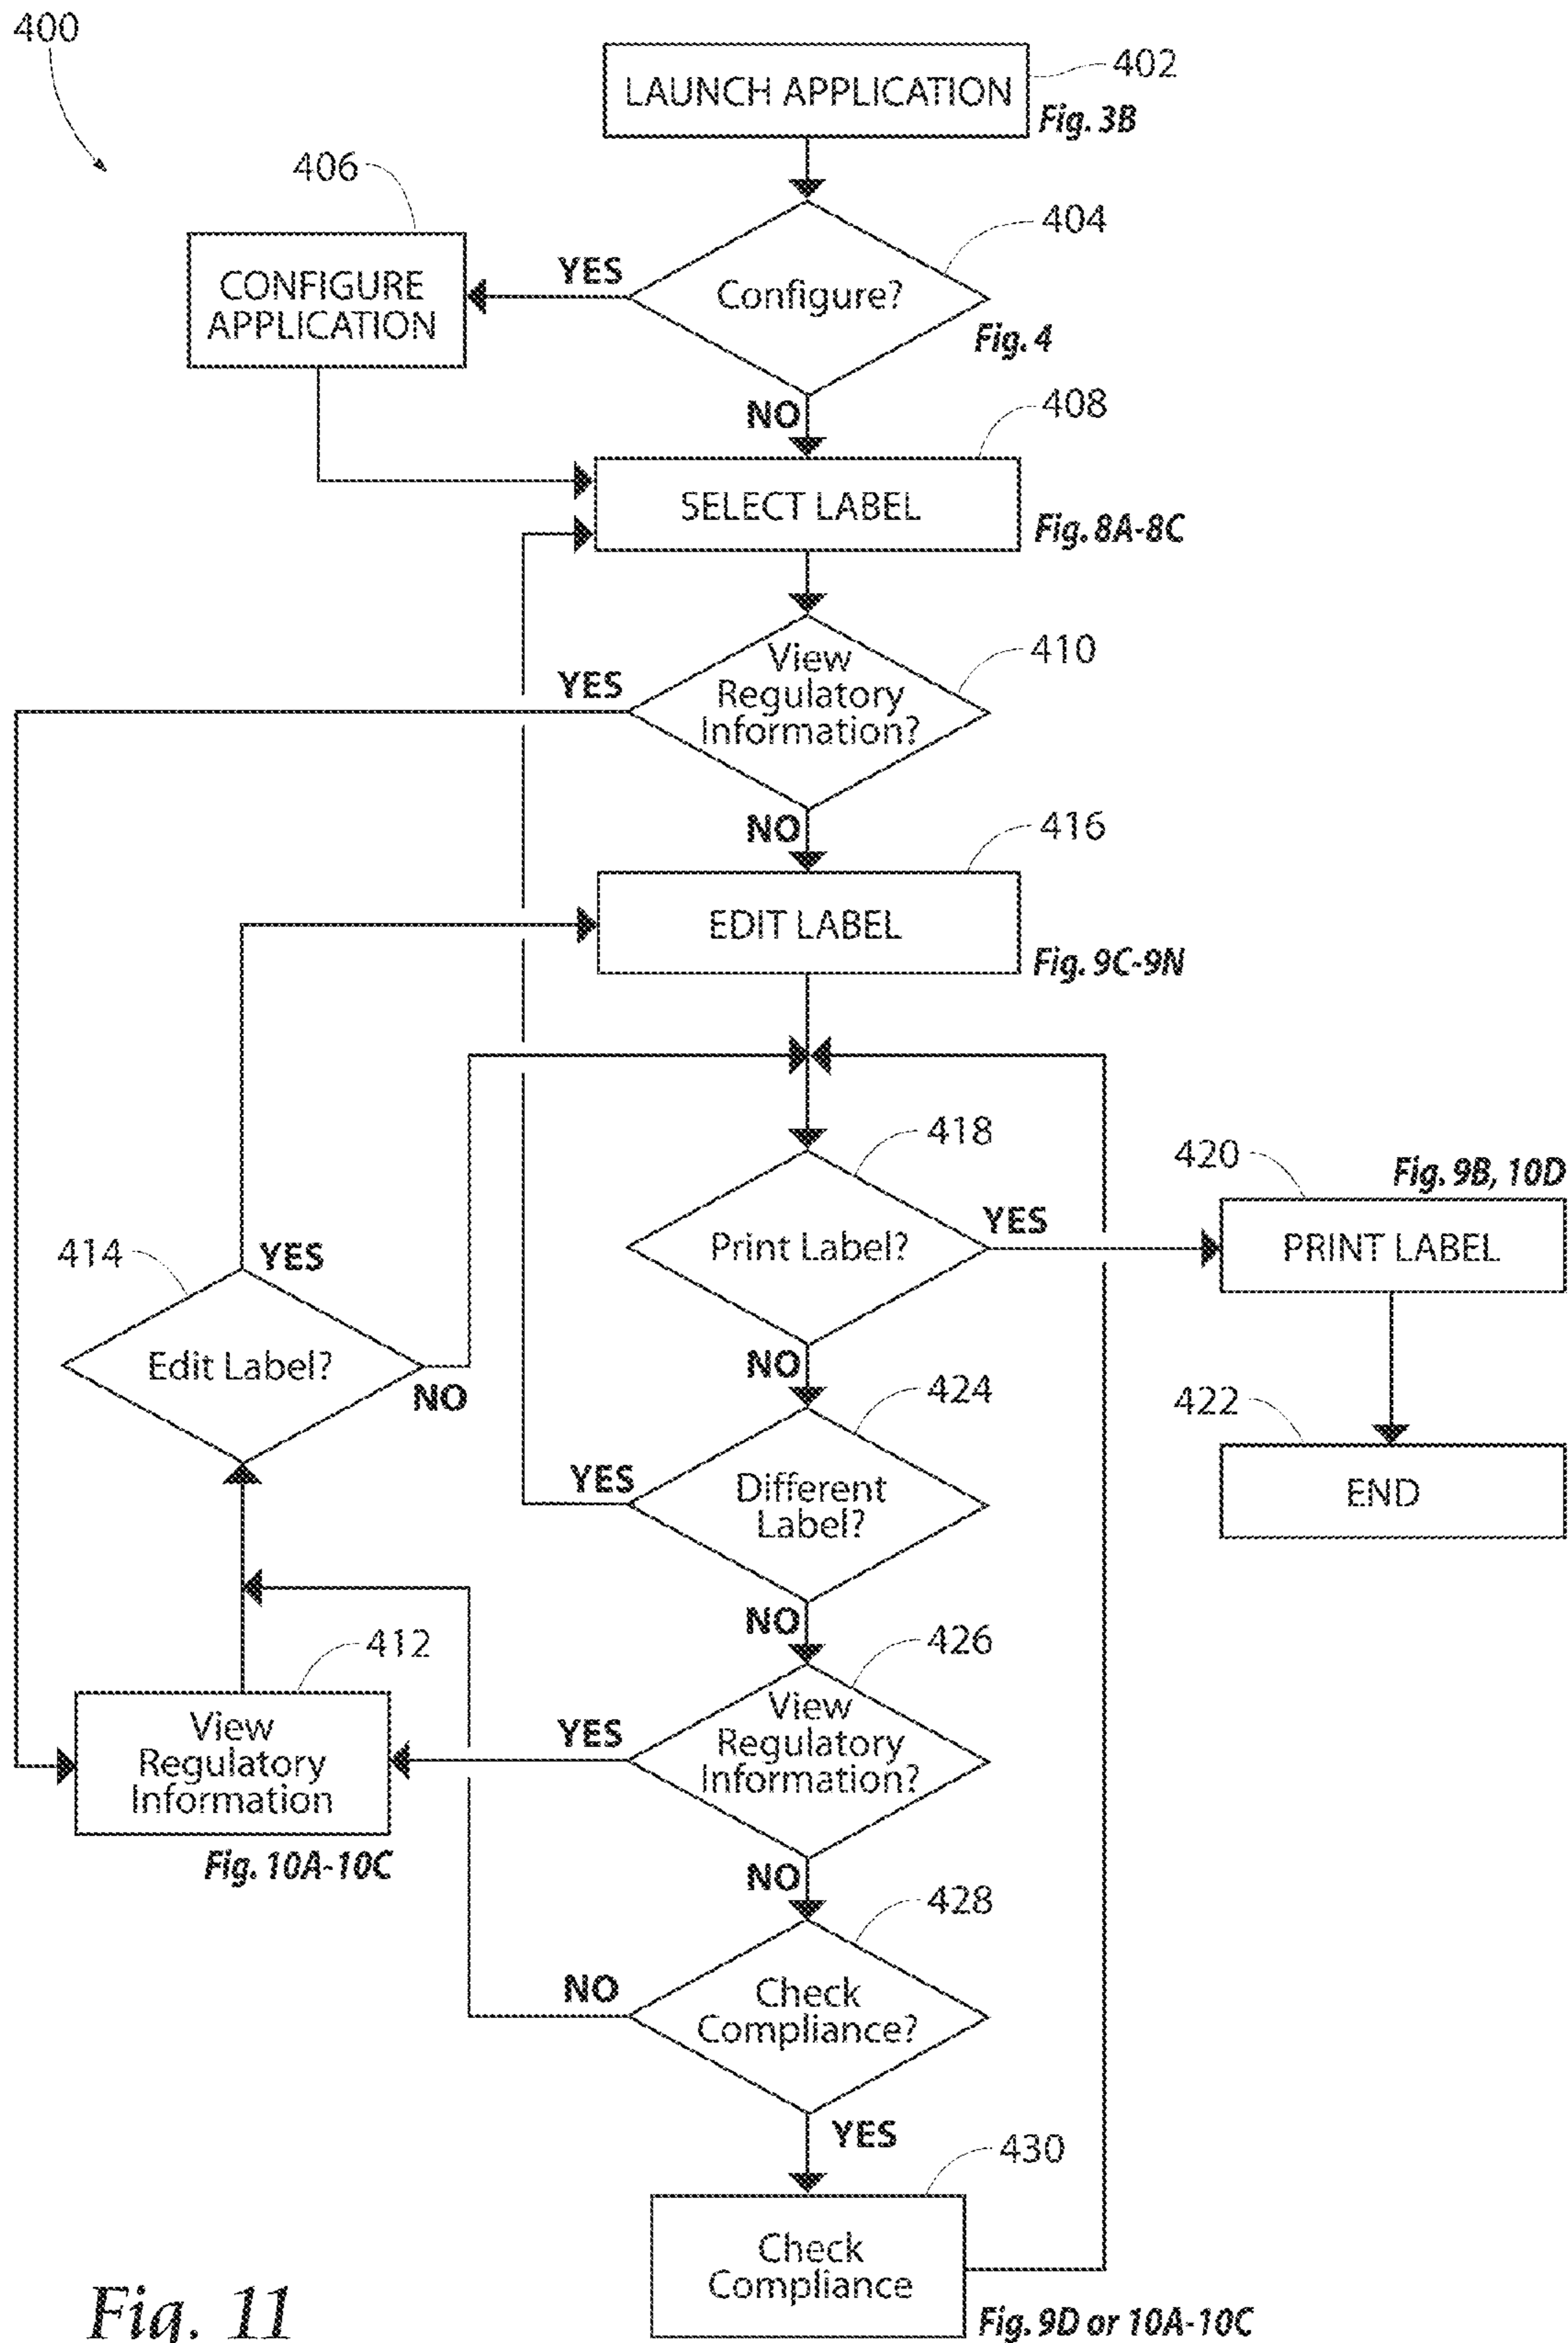 400
LAUNCH APPLICATION
402
Fig. 3B
406
404
CONFIGURE
APPLICATION
YES
Configure?
Fig. 4
NO
408
SELECT LABEL
Fig. 8A-8C
410
YES
View
Regulatory
Information?
NO
416
EDIT LABEL
Fig. 9C-9N
418
420
Fig. 9B, 10D
414
YES
Print Label?
YES
PRINT LABEL
Edit Label?
NO
NO
424
422
YES
Different
Label?
END
NO
412
426
View
Regulatory
Information
YES
View
Regulatory
Information?
Fig. 10A-10C
NO
428
NO
Check
Compliance?
YES
430
Check
Compliance
Fig. 9D or 10A-10C
Fig. 11